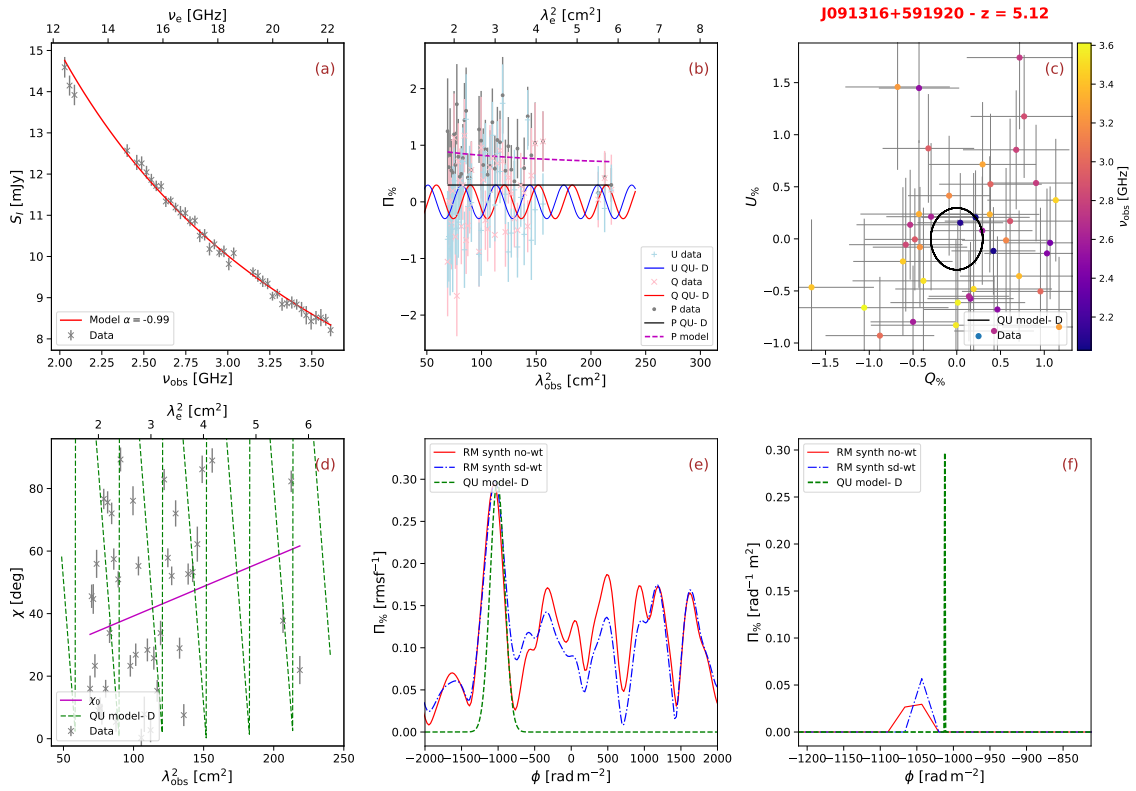 J091316+591920 - z = 5.12
ν_e [GHz]
12 14 16 18 20 22
(a)
S_I [mJy]
15
14
13
12
11
10
9
8
Model α = -0.99
Data
2.00 2.25 2.50 2.75 3.00 3.25 3.50
ν_obs [GHz]
λ_e^2 [cm^2]
2 3 4 5 6 7 8
(b)
Π_%
2
1
0
−1
−2
U data
U QU- D
Q data
Q QU- D
P data
P QU- D
P model
50 100 150 200 250 300
λ_obs^2 [cm^2]
(c)
U_%
1.5
1.0
0.5
0.0
−0.5
−1.0
QU model- D
Data
−1.5 −1.0 −0.5 0.0 0.5 1.0
Q_%
3.6
3.4
3.2
3.0
2.8
2.6
2.4
2.2
ν_obs [GHz]
λ_e^2 [cm^2]
2 3 4 5 6
(d)
χ [deg]
80
60
40
20
0
χ_0
QU model- D
Data
50 100 150 200 250
λ_obs^2 [cm^2]
(e)
RM synth no-wt
RM synth sd-wt
QU model- D
Π_% [rmsf^−1]
0.30
0.25
0.20
0.15
0.10
0.05
0.00
−2000 −1500 −1000 −500 0 500 1000 1500 2000
ϕ [rad m^−2]
(f)
RM synth no-wt
RM synth sd-wt
QU model- D
Π_% [rad^−1 m^2]
0.30
0.25
0.20
0.15
0.10
0.05
0.00
−1200 −1150 −1100 −1050 −1000 −950 −900 −850
ϕ [rad m^−2]